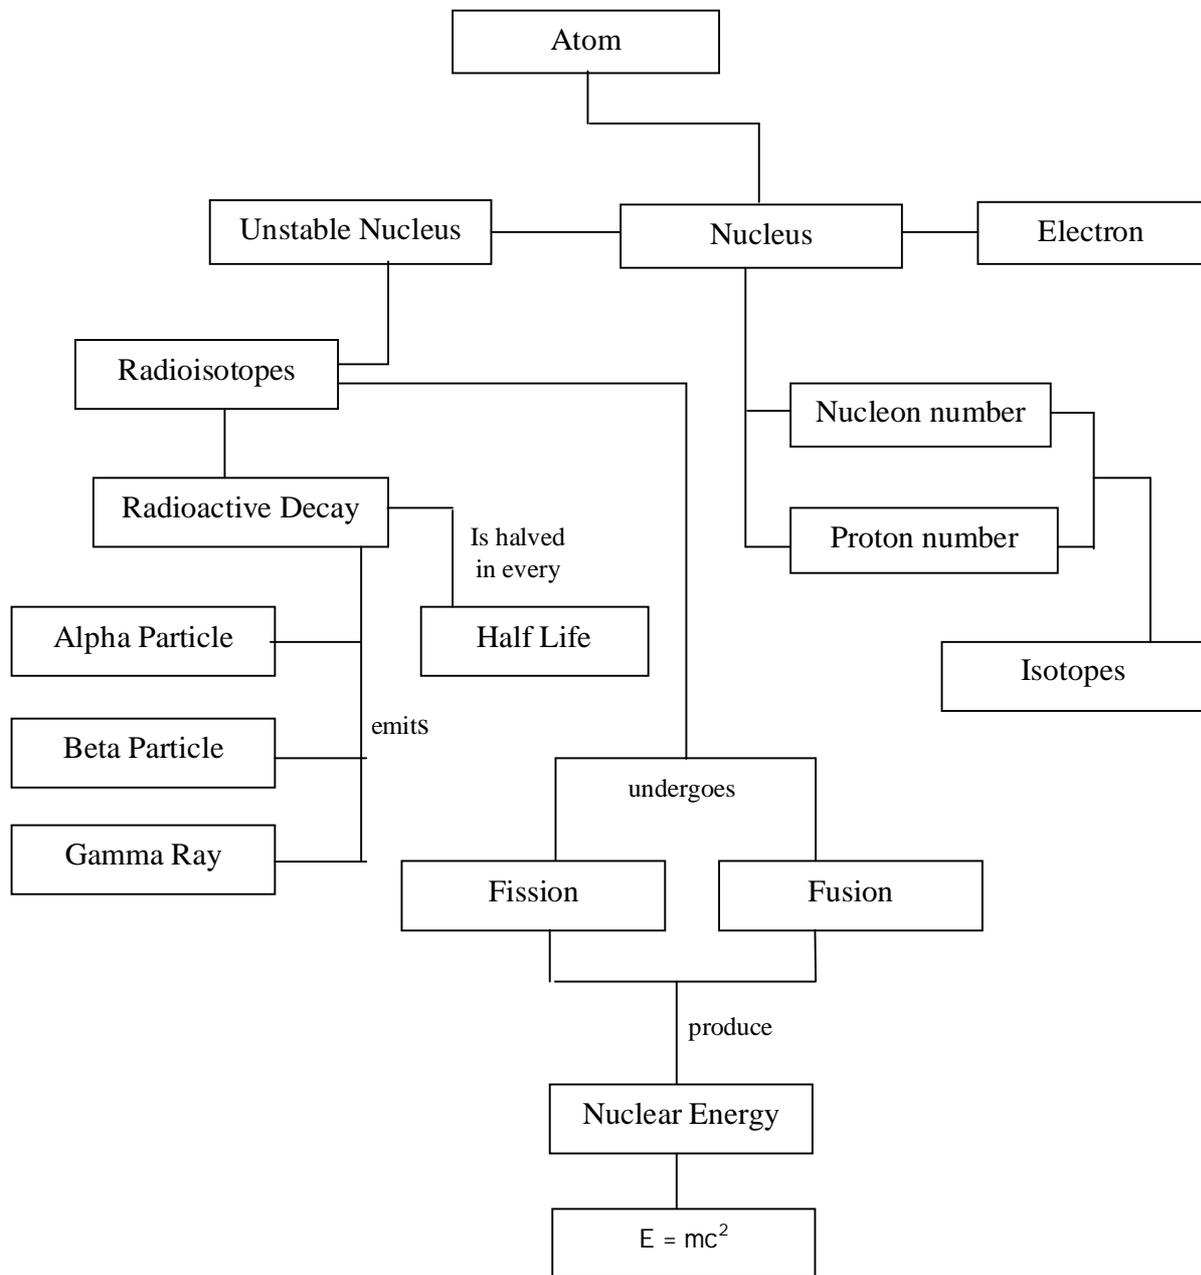 Atom
Unstable Nucleus
Nucleus
Electron
Radioisotopes
Nucleon number
Radioactive Decay
Proton number
Is halved
in every
Alpha Particle
Half Life
Isotopes
emits
Beta Particle
undergoes
Gamma Ray
Fission
Fusion
produce
Nuclear Energy
E = mc²